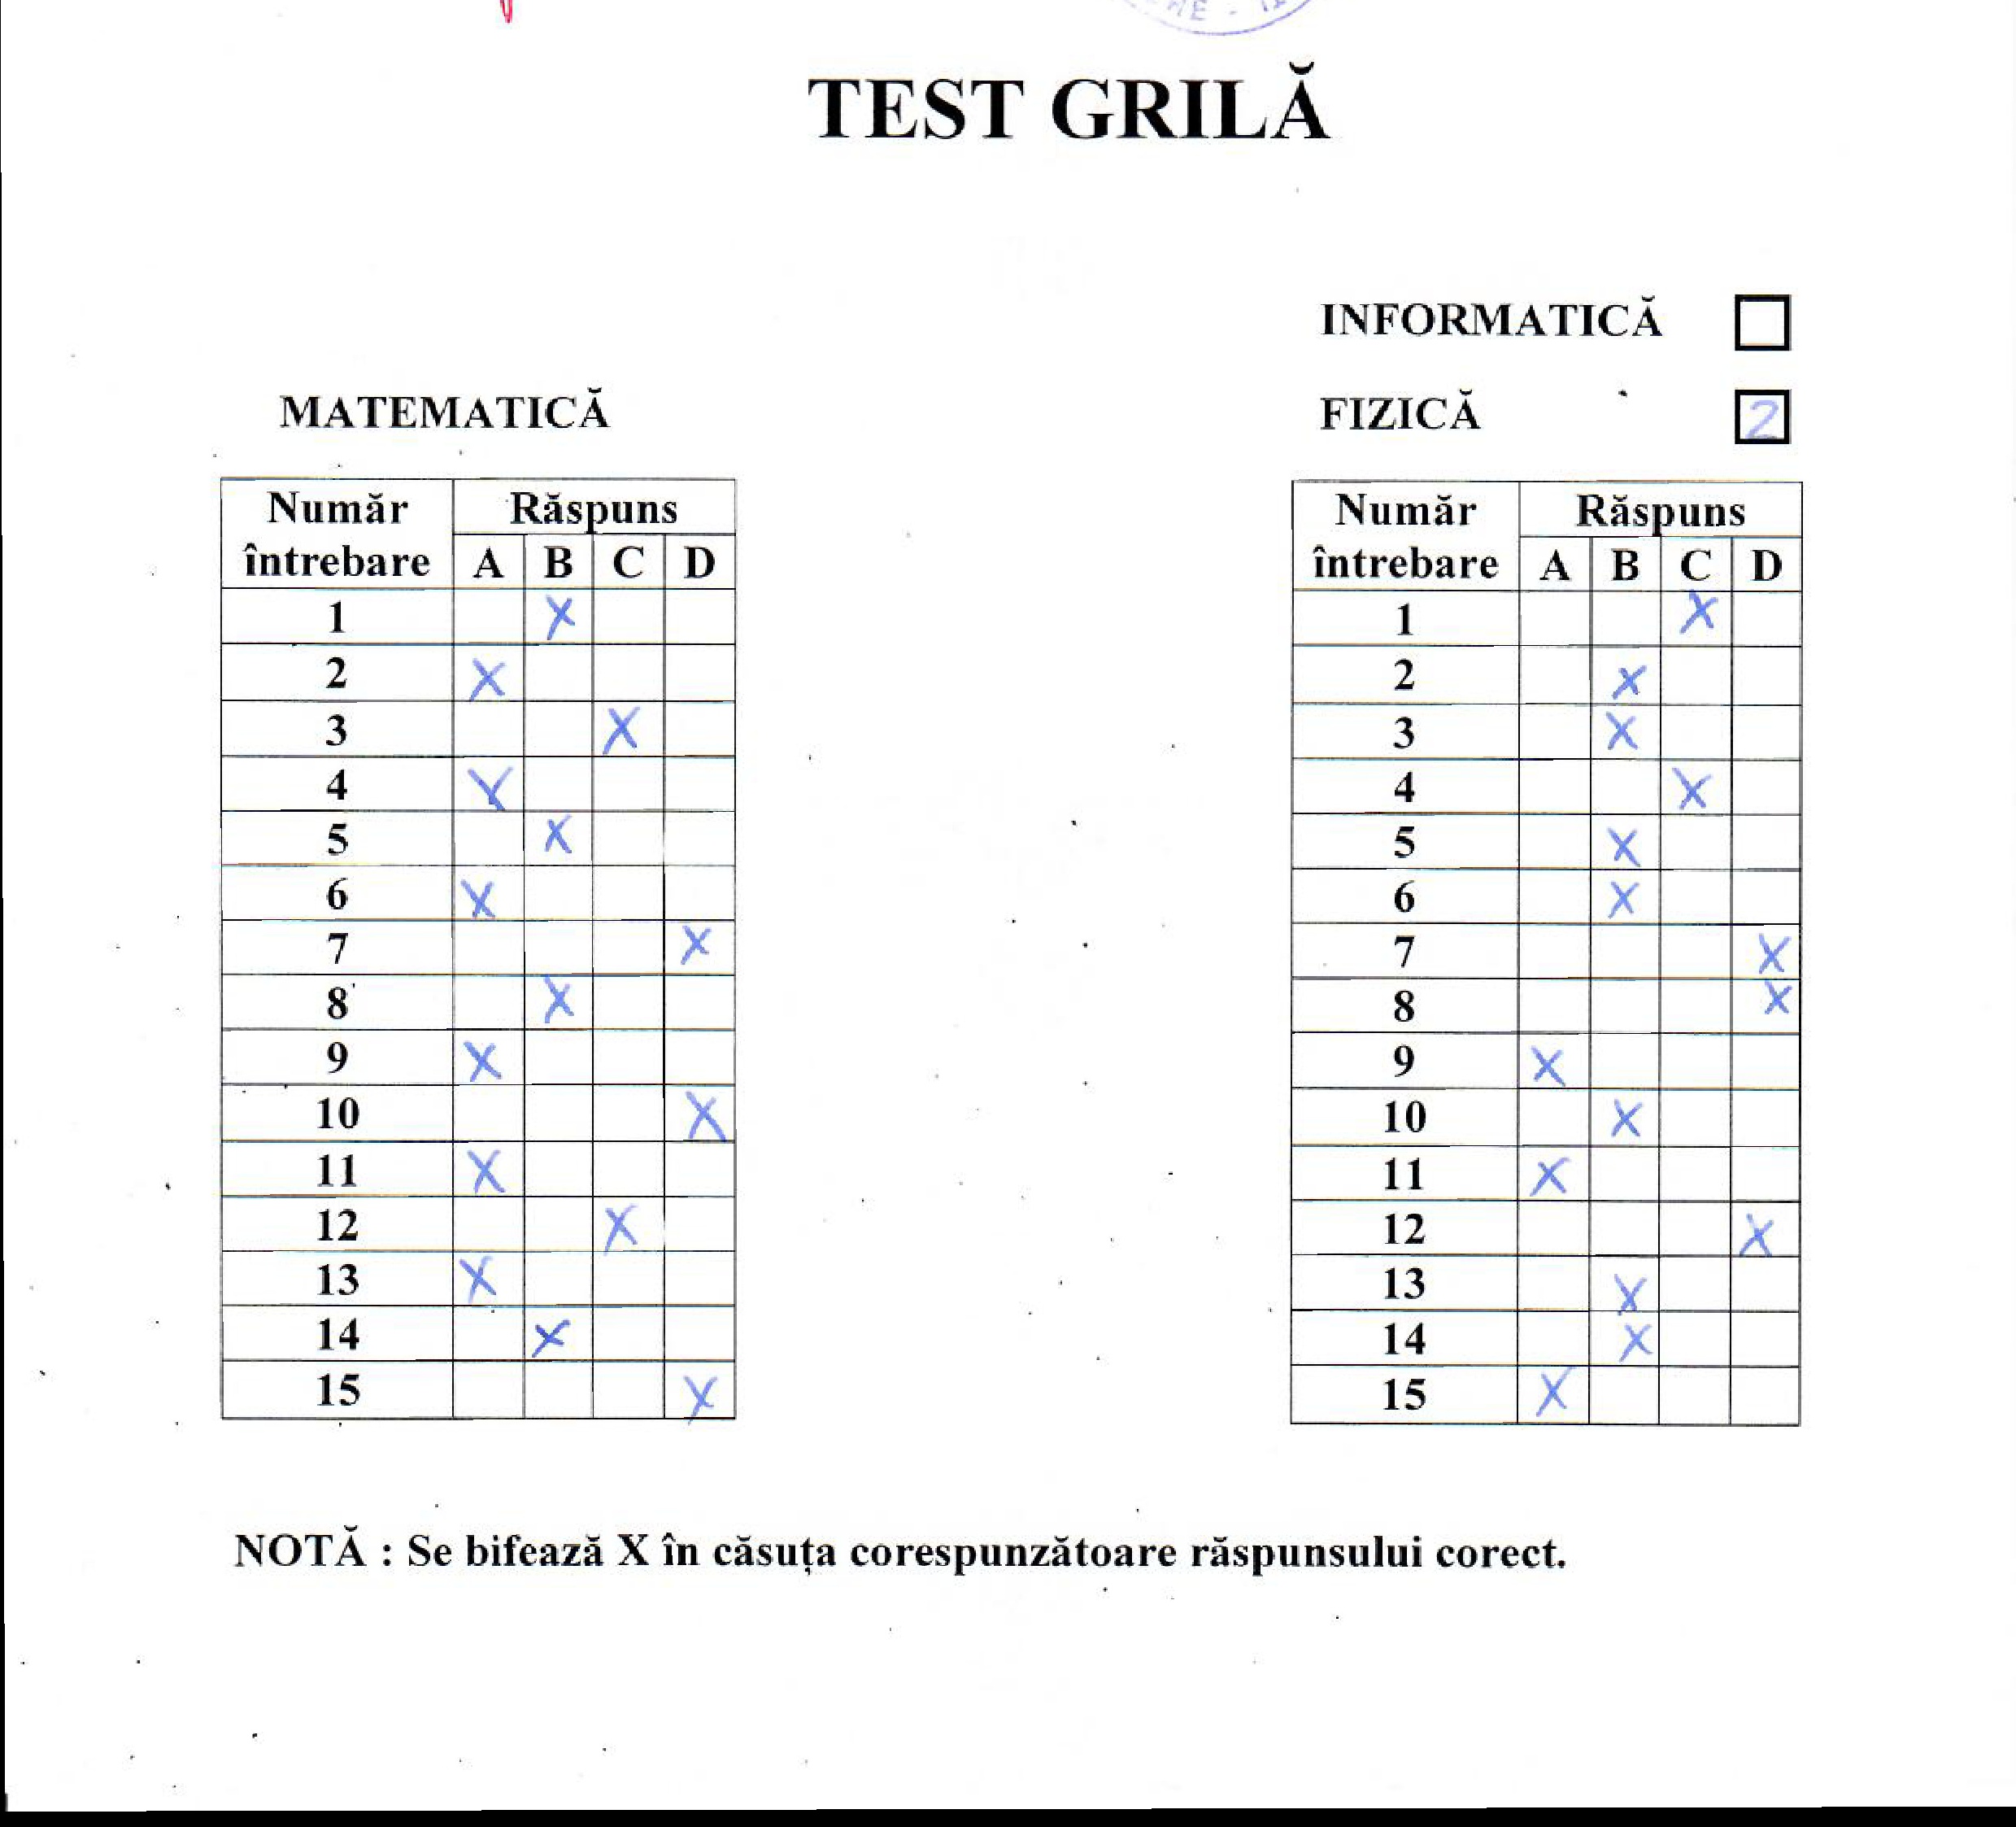 TEST GRILĂ
INFORMATICĂ
MATEMATICĂ
FIZICĂ 2
Număr întrebare Răspuns
A B C D
1 X
2 X
3 X
4 X
5 X
6 X
7 X
8 X
9 X
10 X
11 X
12 X
13 X
14 X
15 X
Număr întrebare Răspuns
A B C D
1 X
2 X
3 X
4 X
5 X
6 X
7 X
8 X
9 X
10 X
11 X
12 X
13 X
14 X
15 X
NOTĂ : Se bifează X în căsuța corespunzătoare răspunsului corect.